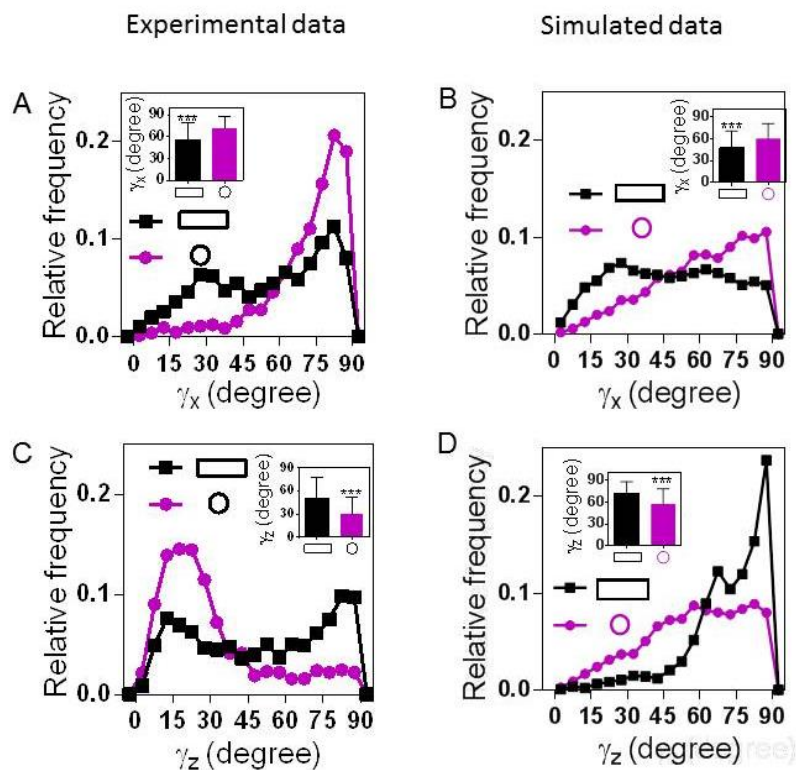 Experimental data
Simulated data
A
Relative frequency
0.2
0.1
0.0
0 15 30 45 60 75 90
γx (degree)
γx (degree)
90
60
30
0
***
B
Relative frequency
0.2
0.1
0.0
0 15 30 45 60 75 90
γx (degree)
γx (degree)
90
60
30
0
***
C
Relative frequency
0.2
0.1
0.0
0 15 30 45 60 75 90
γz (degree)
γz (degree)
90
60
30
0
***
D
Relative frequency
0.2
0.1
0.0
0 15 30 45 60 75 90
γz (degree)
γz (degree)
90
60
30
0
***